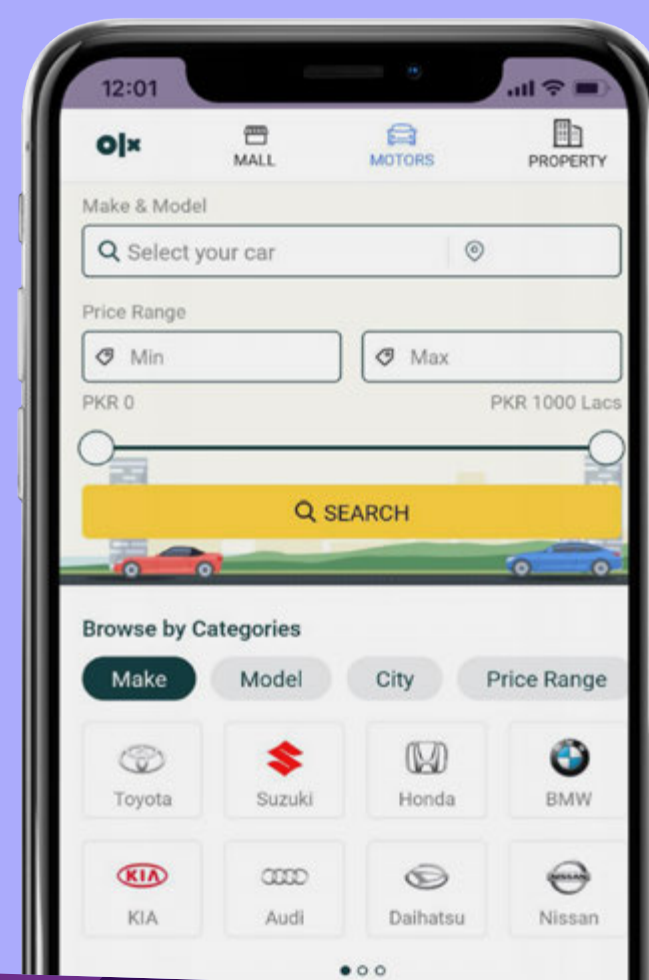 12:01
olx
MALL
MOTORS
PROPERTY
Make & Model
Select your car
Price Range
Min
Max
PKR 0
PKR 1000 Lacs
SEARCH
Browse by Categories
Make
Model
City
Price Range
Toyota
Suzuki
Honda
BMW
KIA
NISSAN
KIA
Audi
Daihatsu
Nissan